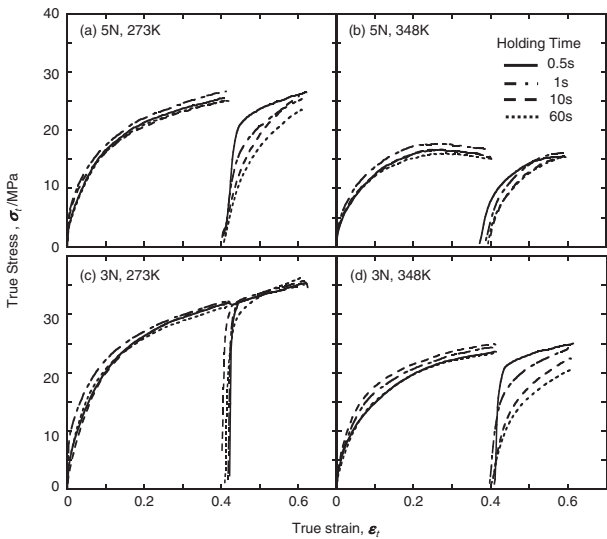 (a) 5N, 273K
(b) 5N, 348K
Holding Time
0.5s
1s
10s
60s
40
30
20
10
0
True Stress , σt /MPa
(c) 3N, 273K
(d) 3N, 348K
30
20
10
0
0
0.2
0.4
0.6
0
0.2
0.4
0.6
True strain, εt